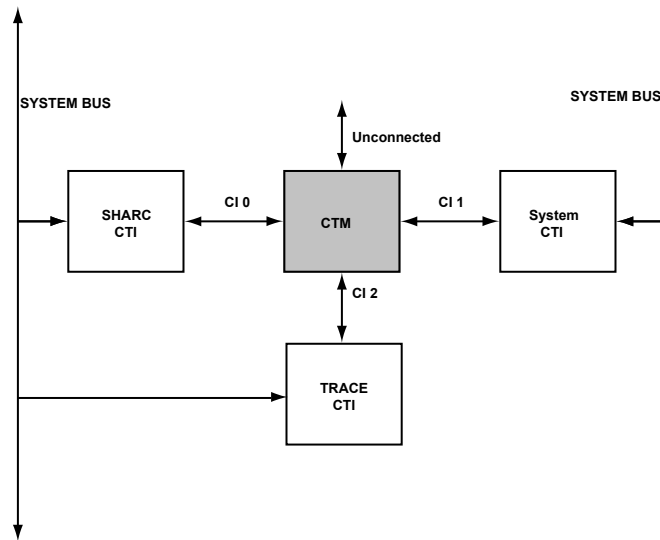 SYSTEM BUS
SYSTEM BUS
Unconnected
SHARC
CTI
CI 0
CTM
CI 1
System
CTI
CI 2
TRACE
CTI